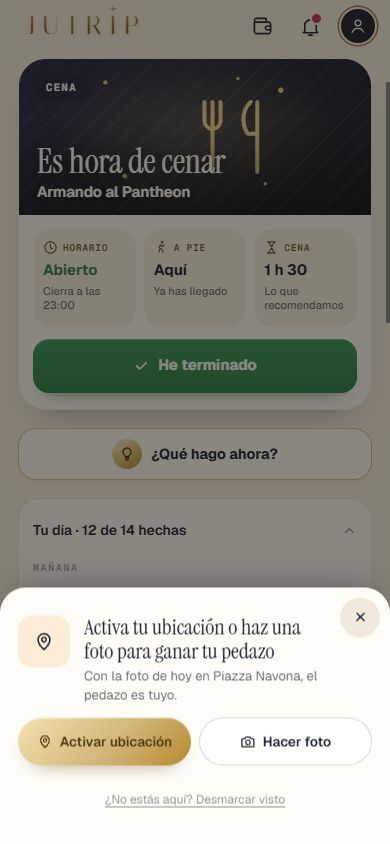 JUTRIP
CENA
Es hora de cenar
Armando al Pantheon
HORARIO
Abierto
Cierra a las
23:00
A PIE
Aquí
Ya has llegado
CENA
1 h 30
Lo que
recomendamos
He terminado
¿Qué hago ahora?
Tu día · 12 de 14 hechas
MAÑANA
Activa tu ubicación o haz una
foto para ganar tu pedazo
Con la foto de hoy en Piazza Navona, el
pedazo es tuyo.
Activar ubicación
Hacer foto
¿No estás aquí? Desmarcar visto